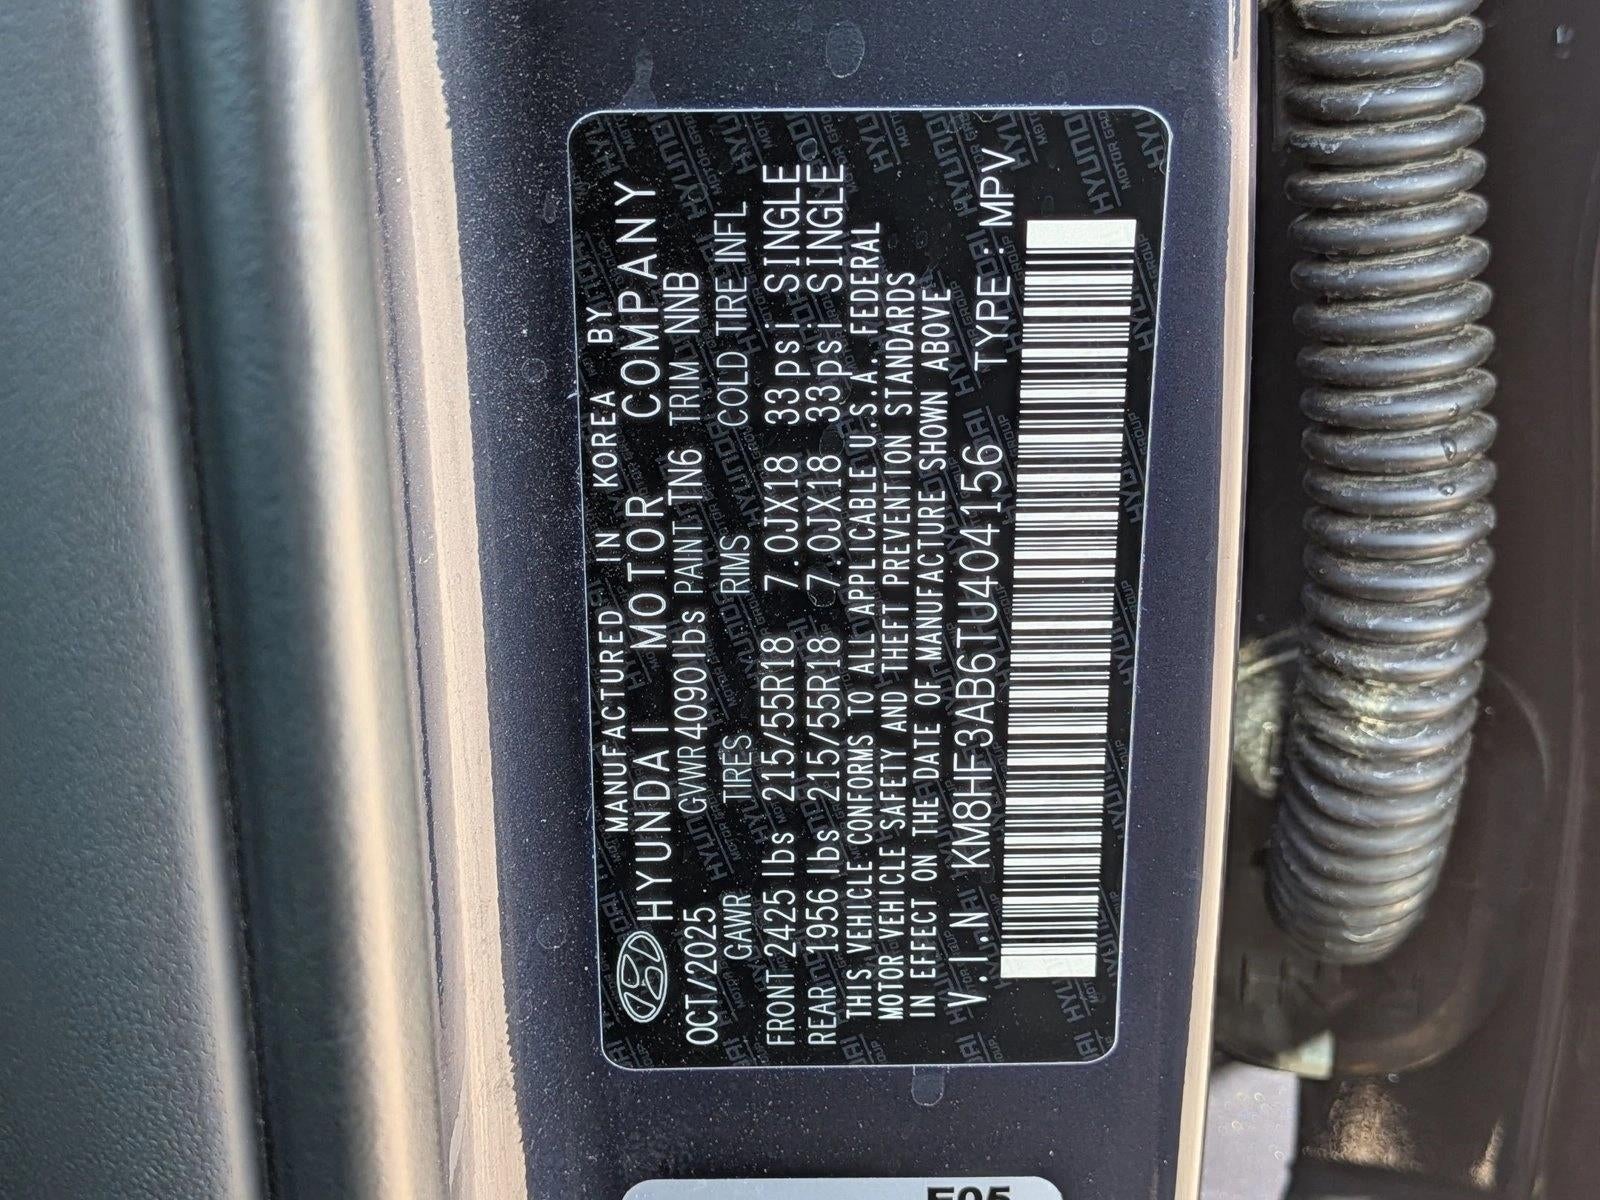 MANUFACTURED IN KOREA BY
HYUNDAI MOTOR COMPANY
OCT/2025 GVWR 4090lbs PAINT TN6 TRIM NNB
GAWR TIRES RIMS COLD TIRE INFL
FRONT 2425 lbs 215/55R18 7.0JX18 33psi SINGLE
REAR 1956 lbs 215/55R18 7.0JX18 33psi SINGLE
THIS VEHICLE CONFORMS TO ALL APPLICABLE U.S.A. FEDERAL
MOTOR VEHICLE SAFETY AND THEFT PREVENTION STANDARDS
IN EFFECT ON THE DATE OF MANUFACTURE SHOWN ABOVE
V.I.N KM8HF3AB6TU404156 TYPE: MPV